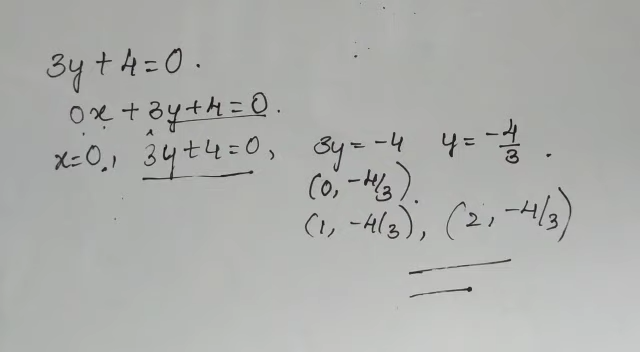 3y + 4 = 0.
0x + 3y + 4 = 0.
x = 0, 3y + 4 = 0, 3y = -4 y = -4/3.
(0, -4/3).
(1, -4/3), (2, -4/3)